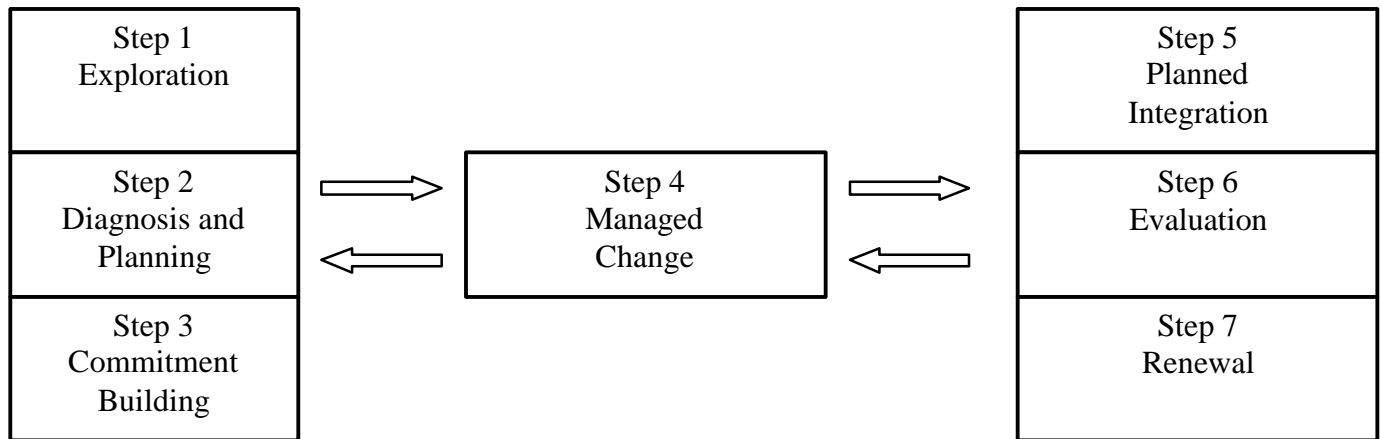 Step 1
Exploration
Step 2
Diagnosis and
Planning
Step 3
Commitment
Building
Step 4
Managed
Change
Step 5
Planned
Integration
Step 6
Evaluation
Step 7
Renewal